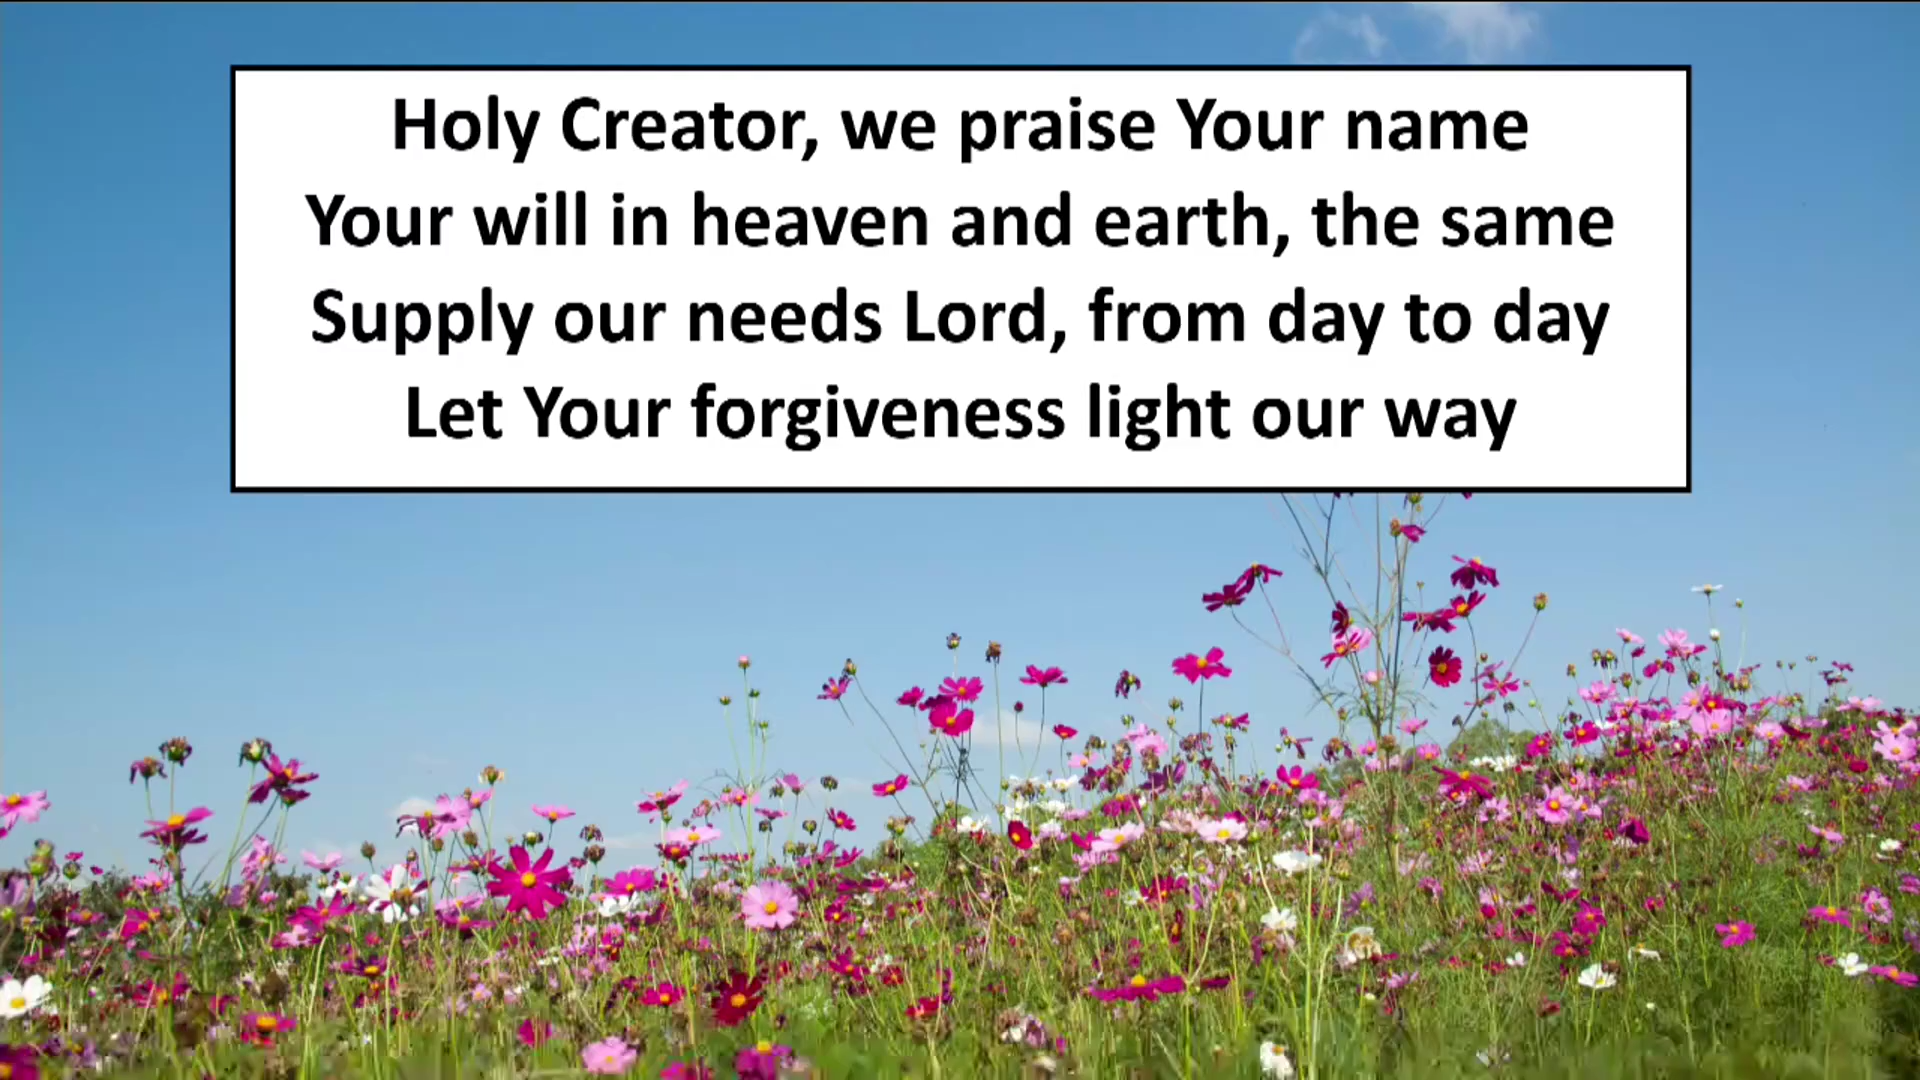 Holy Creator, we praise Your name
Your will in heaven and earth, the same
Supply our needs Lord, from day to day
Let Your forgiveness light our way